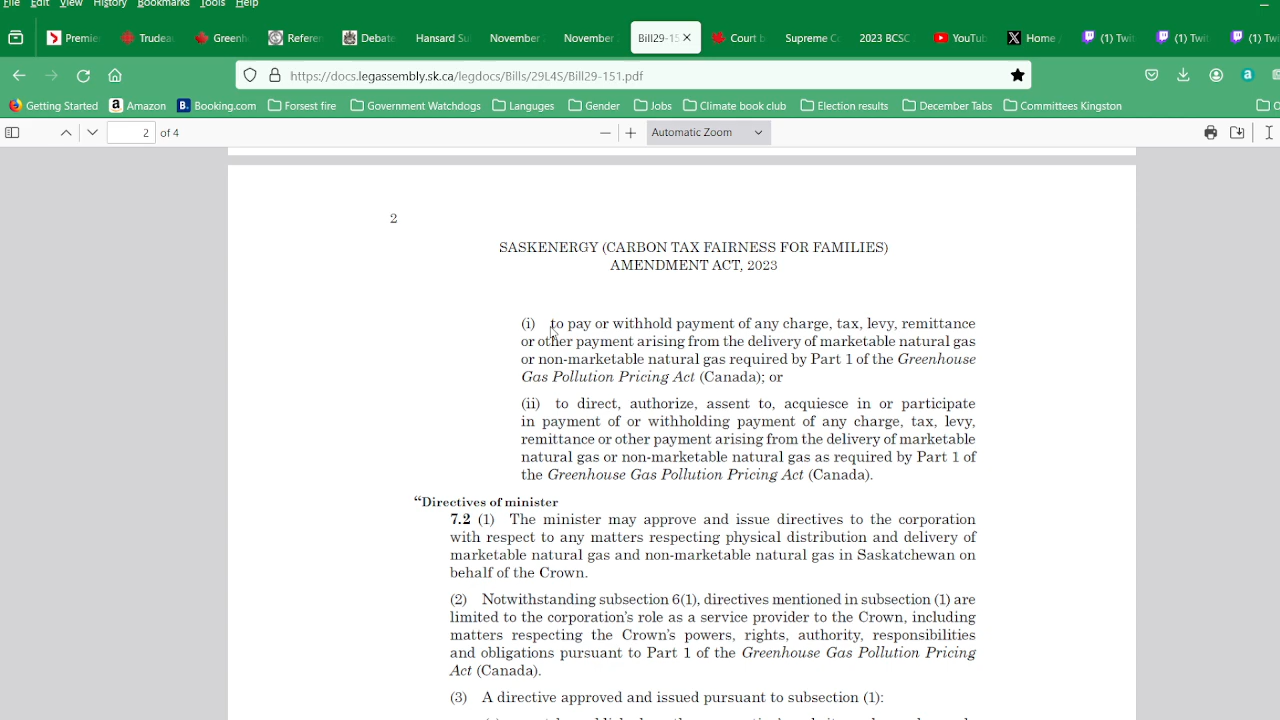 File Edit View History Bookmarks Tools Help
Premie Trudea Greenh Refere Debate Hansard Su November November Bill29-15 Court b Supreme C 2023 BCSC YouTub Home (1) Twit (1) Twit (1) Twi
https://docs.legassembly.sk.ca/legdocs/Bills/29L4S/Bill29-151.pdf
Getting Started Amazon Booking.com Forsest fire Government Watchdogs Languges Gender Jobs Climate book club Election results December Tabs Committees Kingston
2 of 4 Automatic Zoom
2
SASKENERGY (CARBON TAX FAIRNESS FOR FAMILIES)
AMENDMENT ACT, 2023
(i) to pay or withhold payment of any charge, tax, levy, remittance
or other payment arising from the delivery of marketable natural gas
or non-marketable natural gas required by Part 1 of the Greenhouse
Gas Pollution Pricing Act (Canada); or
(ii) to direct, authorize, assent to, acquiesce in or participate
in payment of or withholding payment of any charge, tax, levy,
remittance or other payment arising from the delivery of marketable
natural gas or non-marketable natural gas as required by Part 1 of
the Greenhouse Gas Pollution Pricing Act (Canada).
“Directives of minister
7.2 (1) The minister may approve and issue directives to the corporation
with respect to any matters respecting physical distribution and delivery of
marketable natural gas and non-marketable natural gas in Saskatchewan on
behalf of the Crown.
(2) Notwithstanding subsection 6(1), directives mentioned in subsection (1) are
limited to the corporation’s role as a service provider to the Crown, including
matters respecting the Crown’s powers, rights, authority, responsibilities
and obligations pursuant to Part 1 of the Greenhouse Gas Pollution Pricing
Act (Canada).
(3) A directive approved and issued pursuant to subsection (1):